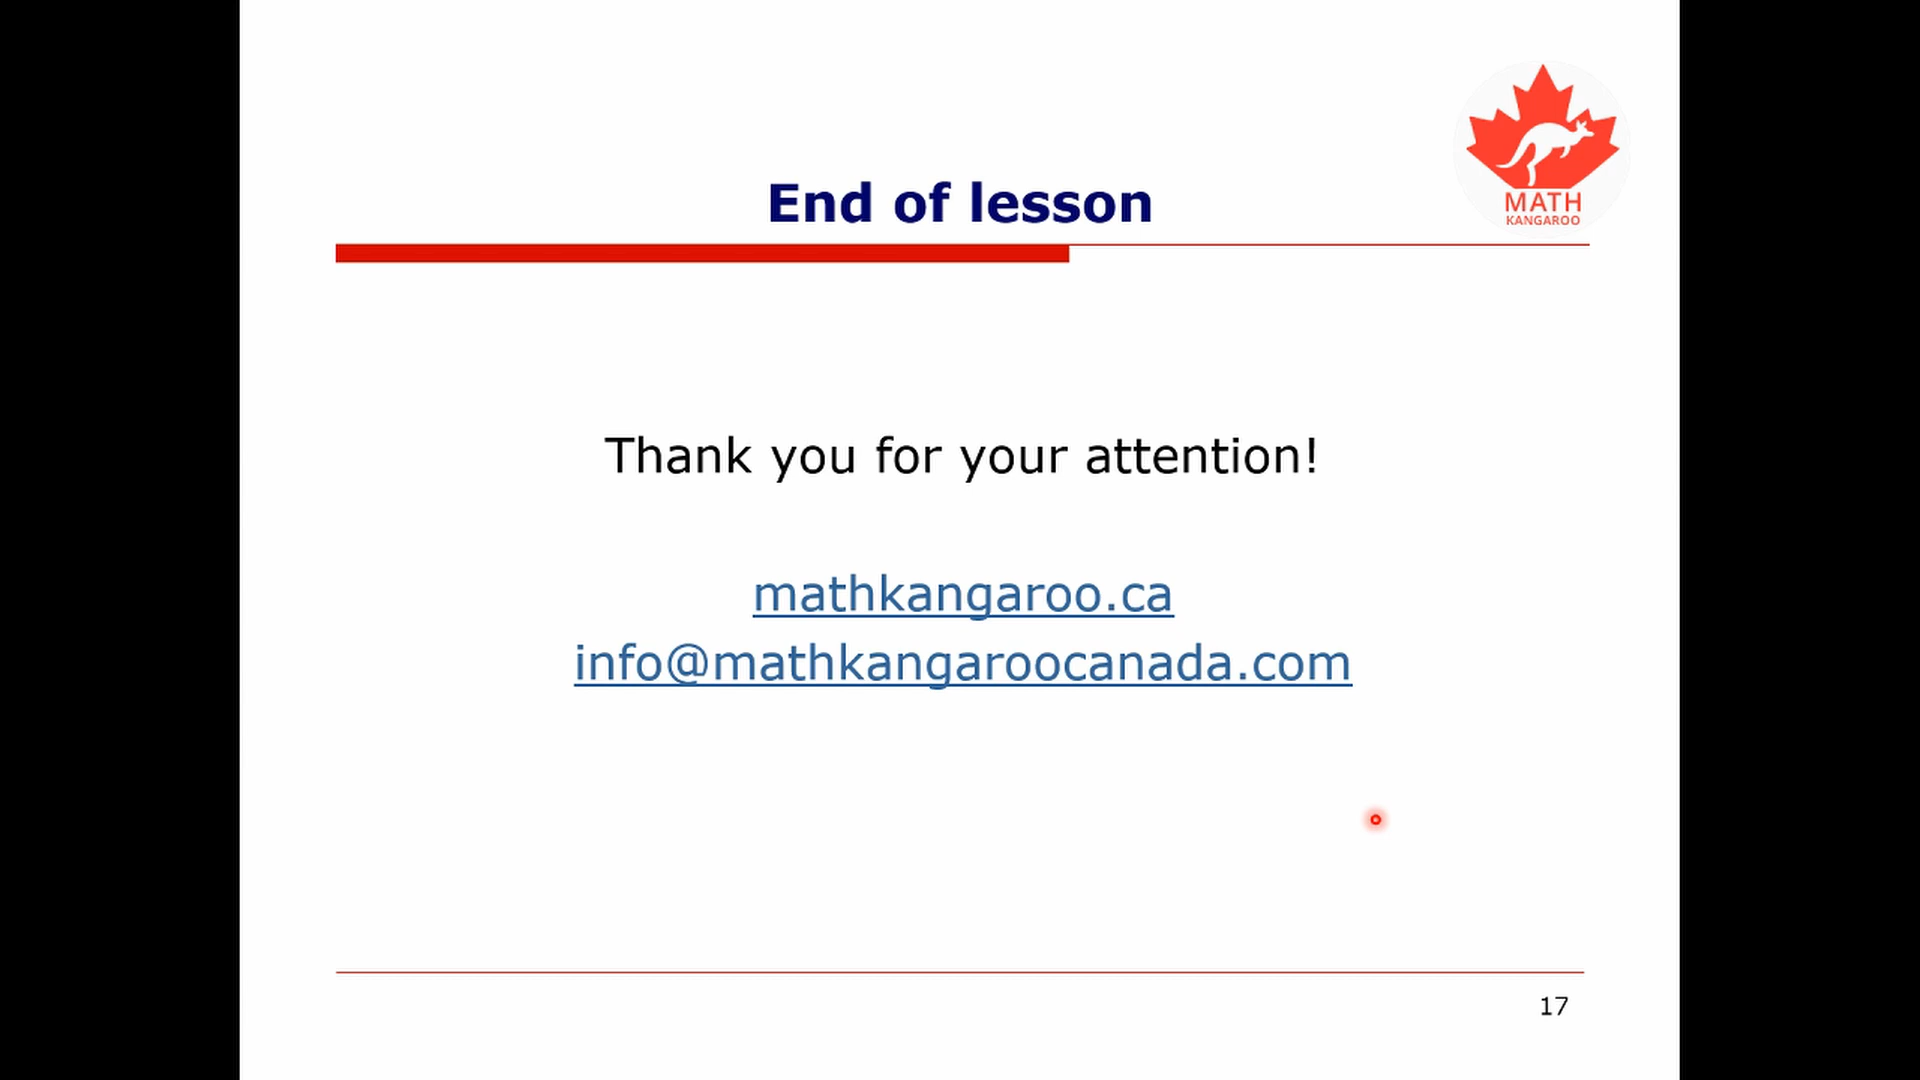 MATH
KANGAROO
End of lesson
Thank you for your attention!
mathkangaroo.ca
info@mathkangaroocanada.com
17